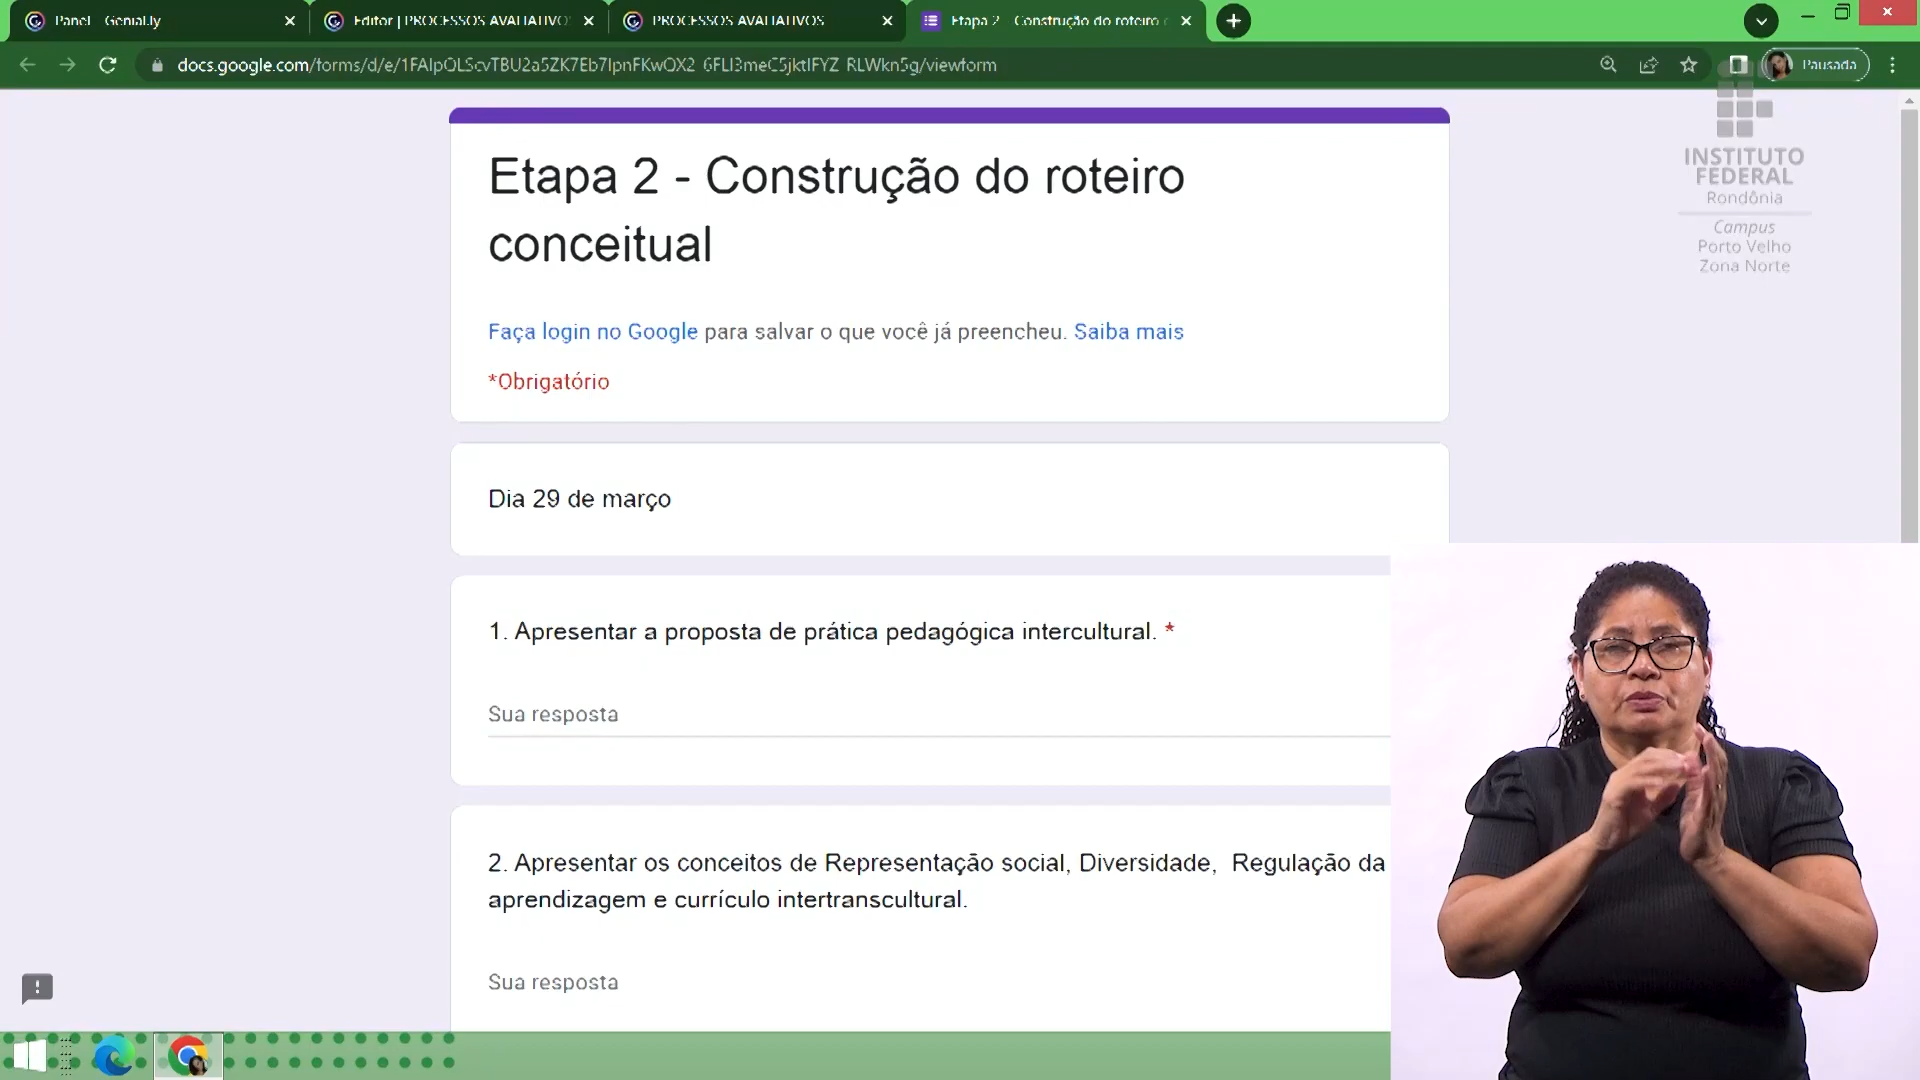 Panel - Genial.ly
Editor | PROCESSOS AVALIATIVO
PROCESSOS AVALIATIVOS
Etapa 2 - Construção do roteiro
docs.google.com/forms/d/e/
/viewform
Pausada
INSTITUTO
FEDERAL
Rondônia
Campus
Porto Velho
Zona Norte
Etapa 2 - Construção do roteiro
conceitual
Faça login no Google para salvar o que você já preencheu. Saiba mais
*Obrigatório
Dia 29 de março
1. Apresentar a proposta de prática pedagógica intercultural. *
Sua resposta
2. Apresentar os conceitos de Representação social, Diversidade, Regulação da
aprendizagem e currículo intertranscultural.
Sua resposta